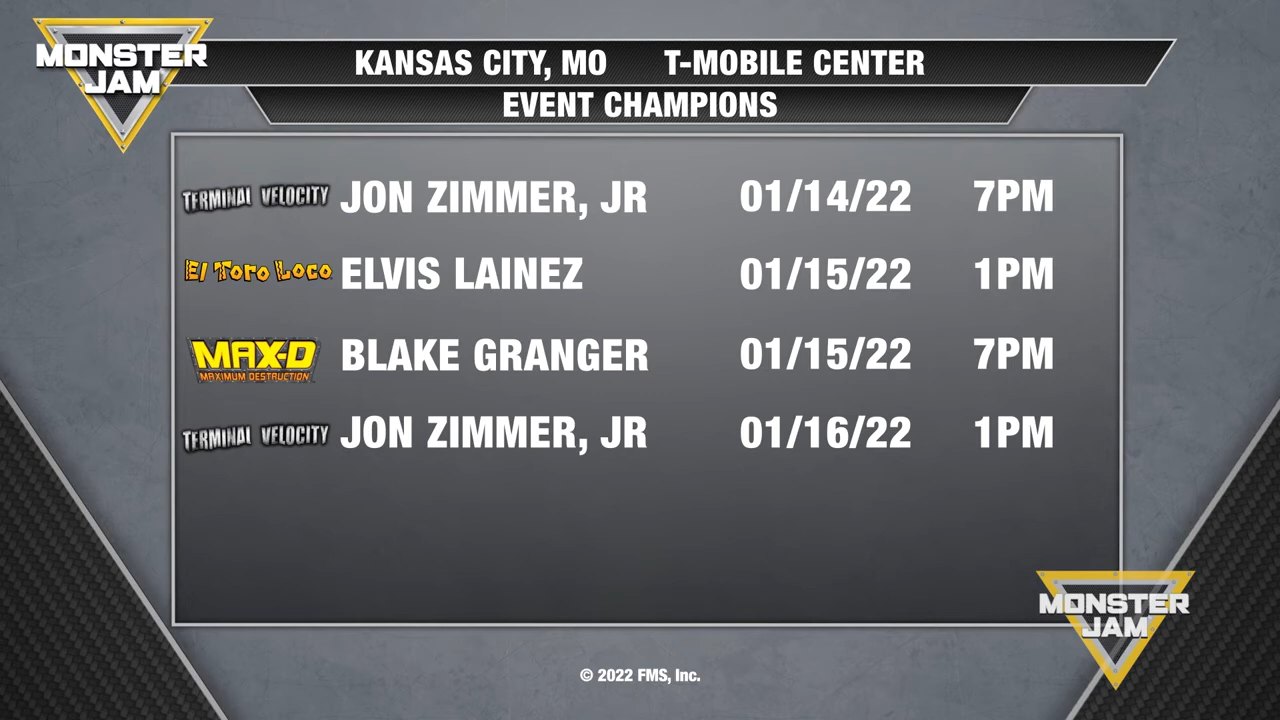 MONSTER JAM
KANSAS CITY, MO T-MOBILE CENTER
EVENT CHAMPIONS
TERMINAL VELOCITY JON ZIMMER, JR 01/14/22 7PM
El Toro Loco ELVIS LAINEZ 01/15/22 1PM
MAX-D MAXIMUM DESTRUCTION BLAKE GRANGER 01/15/22 7PM
TERMINAL VELOCITY JON ZIMMER, JR 01/16/22 1PM
MONSTER JAM
© 2022 FMS, Inc.